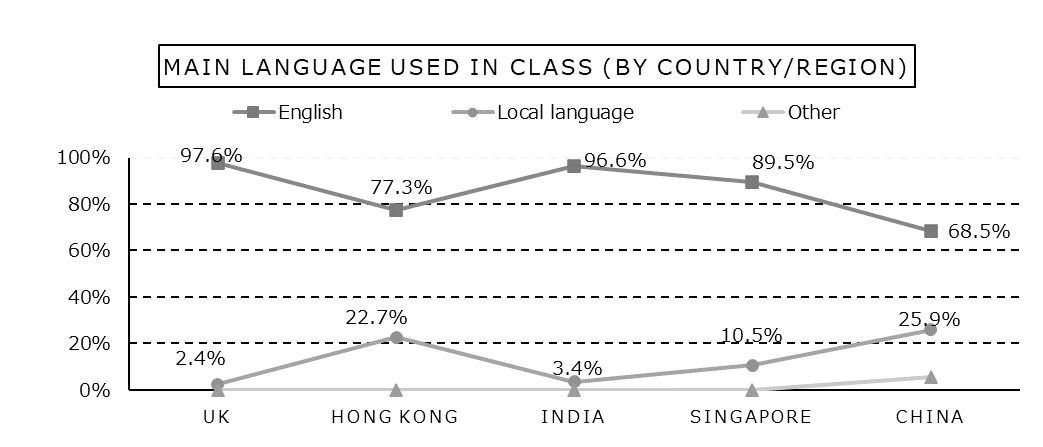 MAIN LANGUAGE USED IN CLASS (BY COUNTRY/REGION)
English Local language Other
100%
80%
60%
40%
20%
0%
97.6% 77.3% 96.6% 89.5% 68.5%
2.4% 22.7% 3.4% 10.5% 25.9%
UK HONG KONG INDIA SINGAPORE CHINA